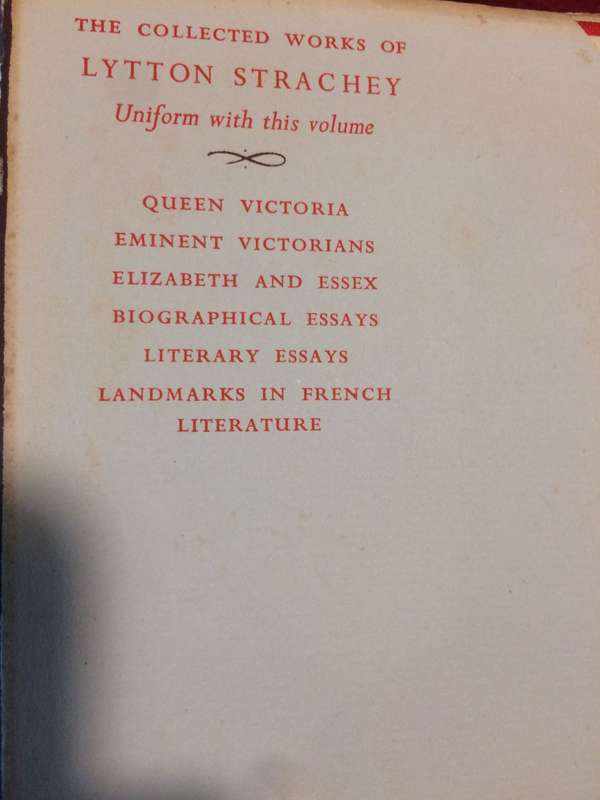 THE COLLECTED WORKS OF
LYTTON STRACHEY
Uniform with this volume
QUEEN VICTORIA
EMINENT VICTORIANS
ELIZABETH AND ESSEX
BIOGRAPHICAL ESSAYS
LITERARY ESSAYS
LANDMARKS IN FRENCH
LITERATURE